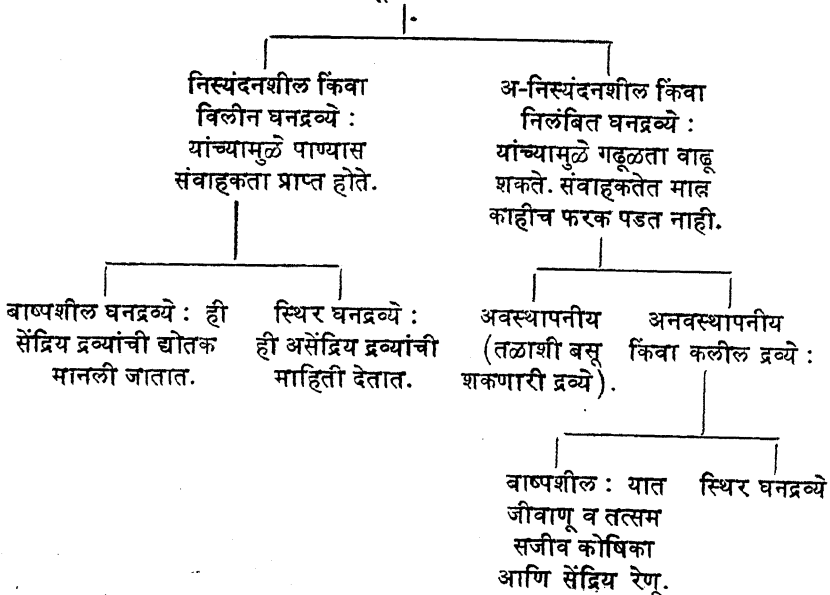 निस्यंदनशील किंवा
विलीन घनद्रव्ये :
यांच्यामुळे पाण्यास
संवाहकता प्राप्त होते.
अ-निस्यंदनशील किंवा
निलंबित घनद्रव्ये :
यांच्यामुळे गढूळता वाढू
शकते. संवाहकतेत मात्र
काहीच फरक पडत नाही.
बाष्पशील घनद्रव्ये : ही
सेंद्रिय द्रव्यांची द्योतक
मानली जातात.
स्थिर घनद्रव्ये :
ही असेंद्रिय द्रव्यांची
माहिती देतात.
अवस्थापनीय
(तळाशी बसू
शकणारी द्रव्ये).
अनवस्थापनीय
किंवा कलील द्रव्ये :
बाष्पशील : यात
जीवाणू व तत्सम
सजीव कोषिका
आणि सेंद्रिय रेणू.
स्थिर घनद्रव्ये